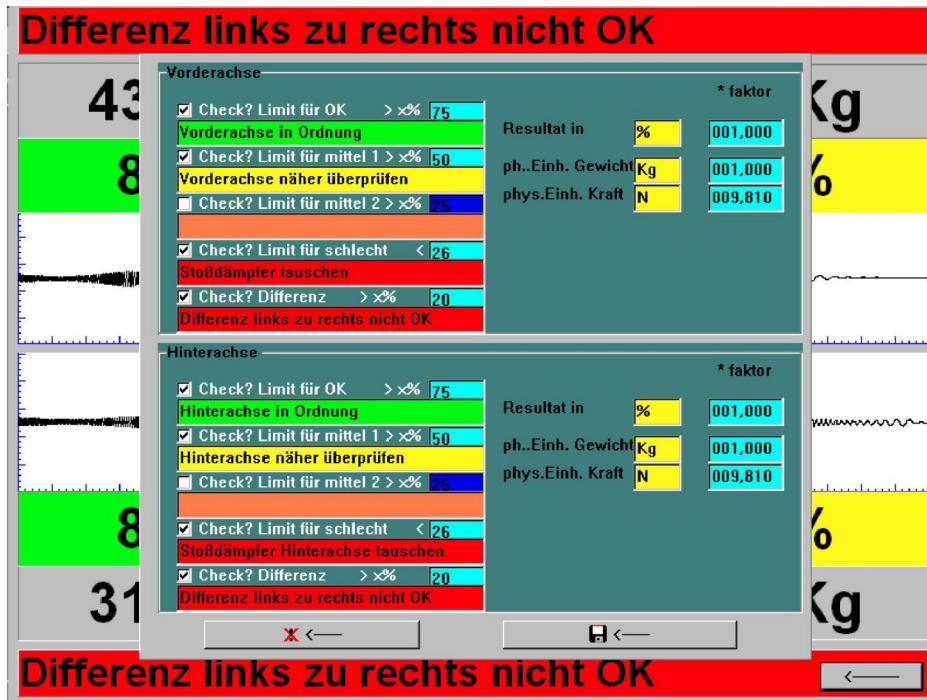 Differenz links zu rechts nicht OK
43
Kg
8
%
Vorderachse
* faktor
Check? Limit für OK > x% 75
Vorderachse in Ordnung
Resultat in % 001,000
Check? Limit für mittel 1 > x% 50
Vorderachse näher überprüfen
ph..Einh. Gewicht Kg 001,000
Check? Limit für mittel 2 > x% 25
phys.Einh. Kraft N 009,810
Check? Limit für schlecht < 26
Stoßdämpfer tauschen
Check? Differenz > x% 20
Differenz links zu rechts nicht OK
Hinterachse
* faktor
Check? Limit für OK > x% 75
Hinterachse in Ordnung
Resultat in % 001,000
Check? Limit für mittel 1 > x% 50
Hinterachse näher überprüfen
ph..Einh. Gewicht Kg 001,000
Check? Limit für mittel 2 > x% 25
phys.Einh. Kraft N 009,810
Check? Limit für schlecht < 26
Stoßdämpfer Hinterachse tauschen
Check? Differenz > x% 20
Differenz links zu rechts nicht OK
8
%
31
Kg
Differenz links zu rechts nicht OK